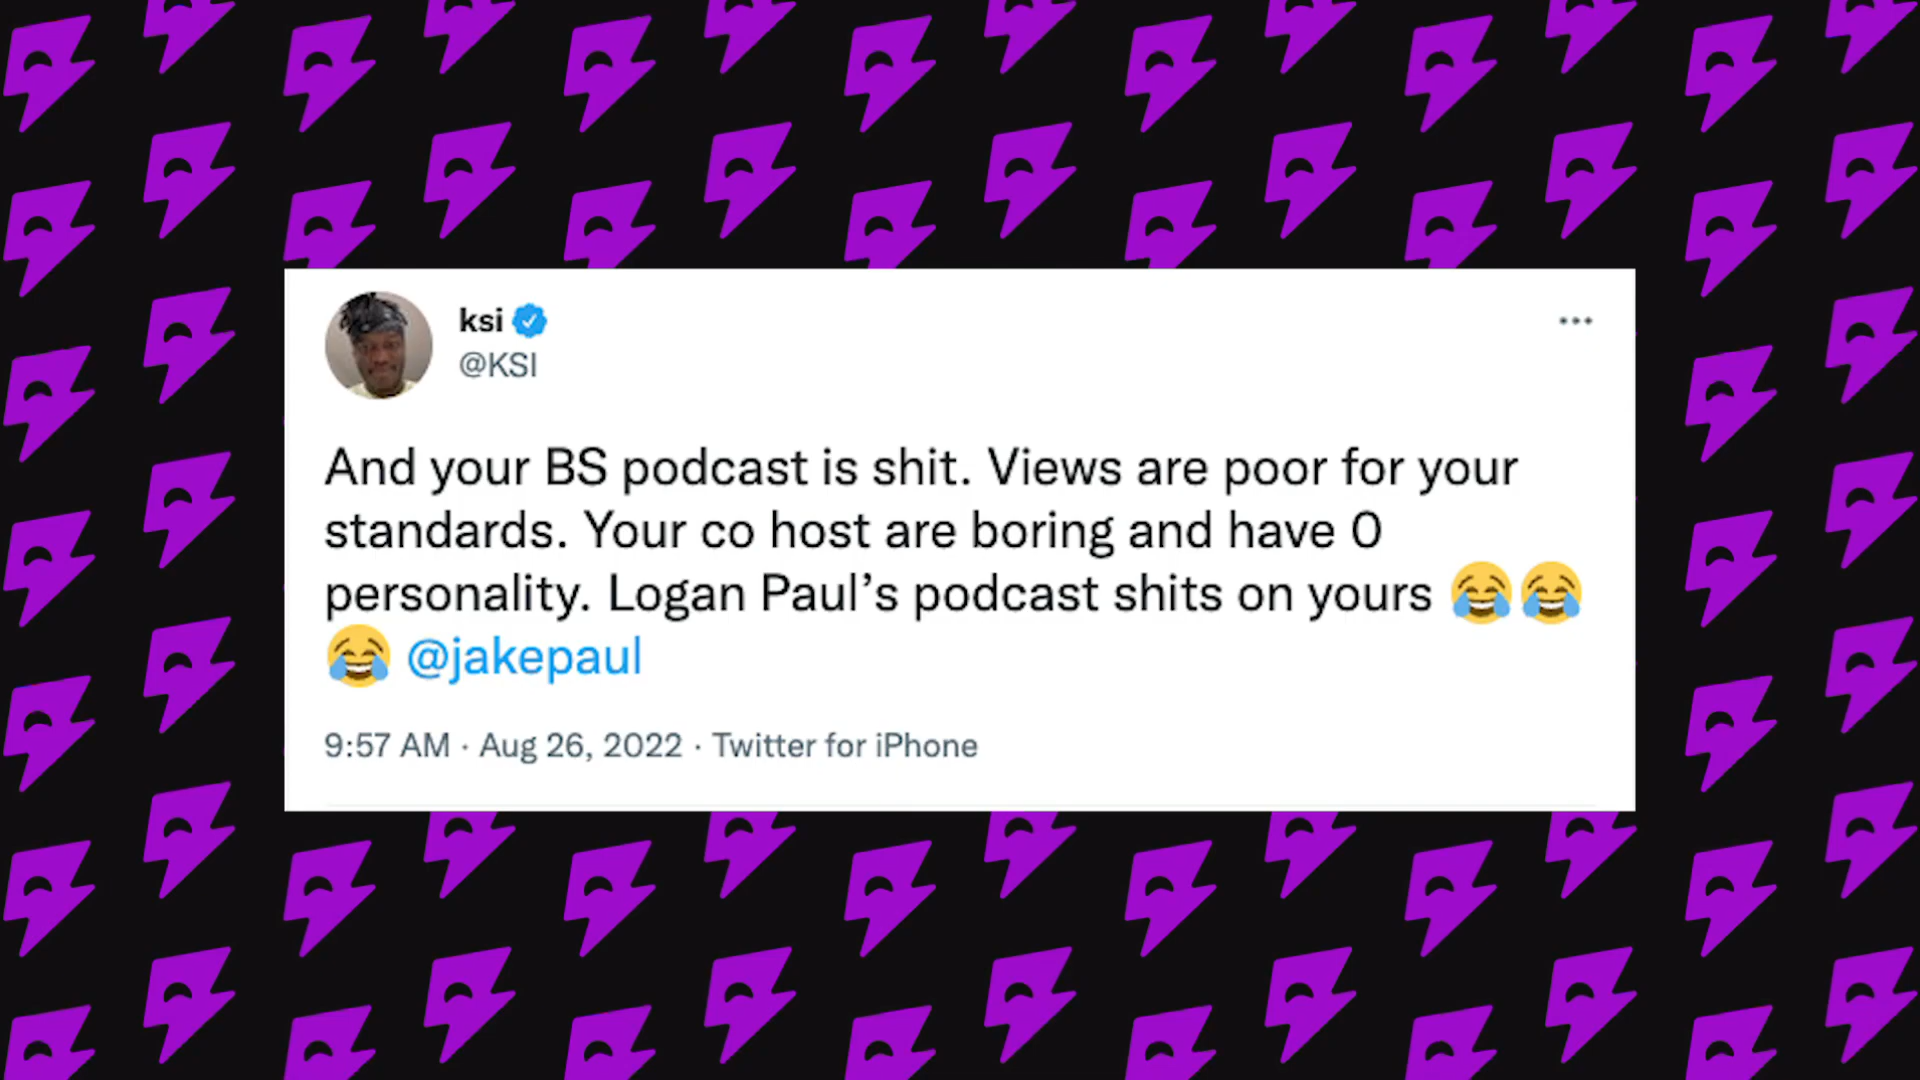 ksi
@KSI
And your BS podcast is shit. Views are poor for your
standards. Your co host are boring and have 0
personality. Logan Paul’s podcast shits on yours 😂😂
😂 @jakepaul
9:57 AM · Aug 26, 2022 · Twitter for iPhone